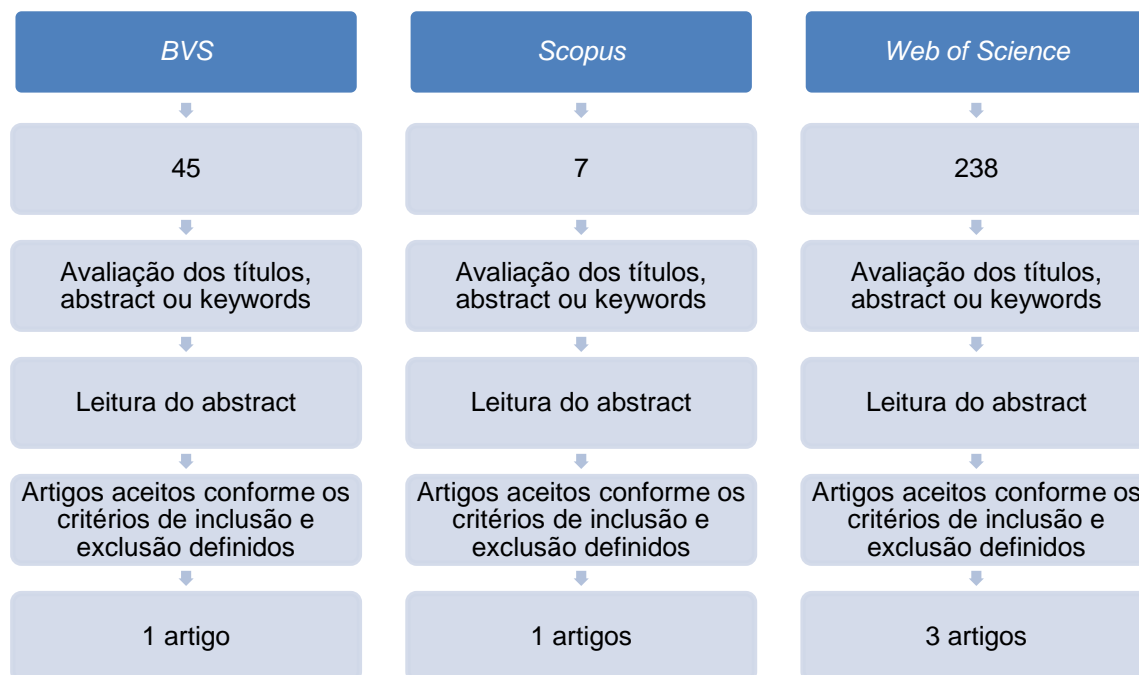 BVS
45
Avaliação dos títulos,
abstract ou keywords
Leitura do abstract
Artigos aceitos conforme os
critérios de inclusão e
exclusão definidos
1 artigo
Scopus
7
Avaliação dos títulos,
abstract ou keywords
Leitura do abstract
Artigos aceitos conforme os
critérios de inclusão e
exclusão definidos
1 artigos
Web of Science
238
Avaliação dos títulos,
abstract ou keywords
Leitura do abstract
Artigos aceitos conforme os
critérios de inclusão e
exclusão definidos
3 artigos